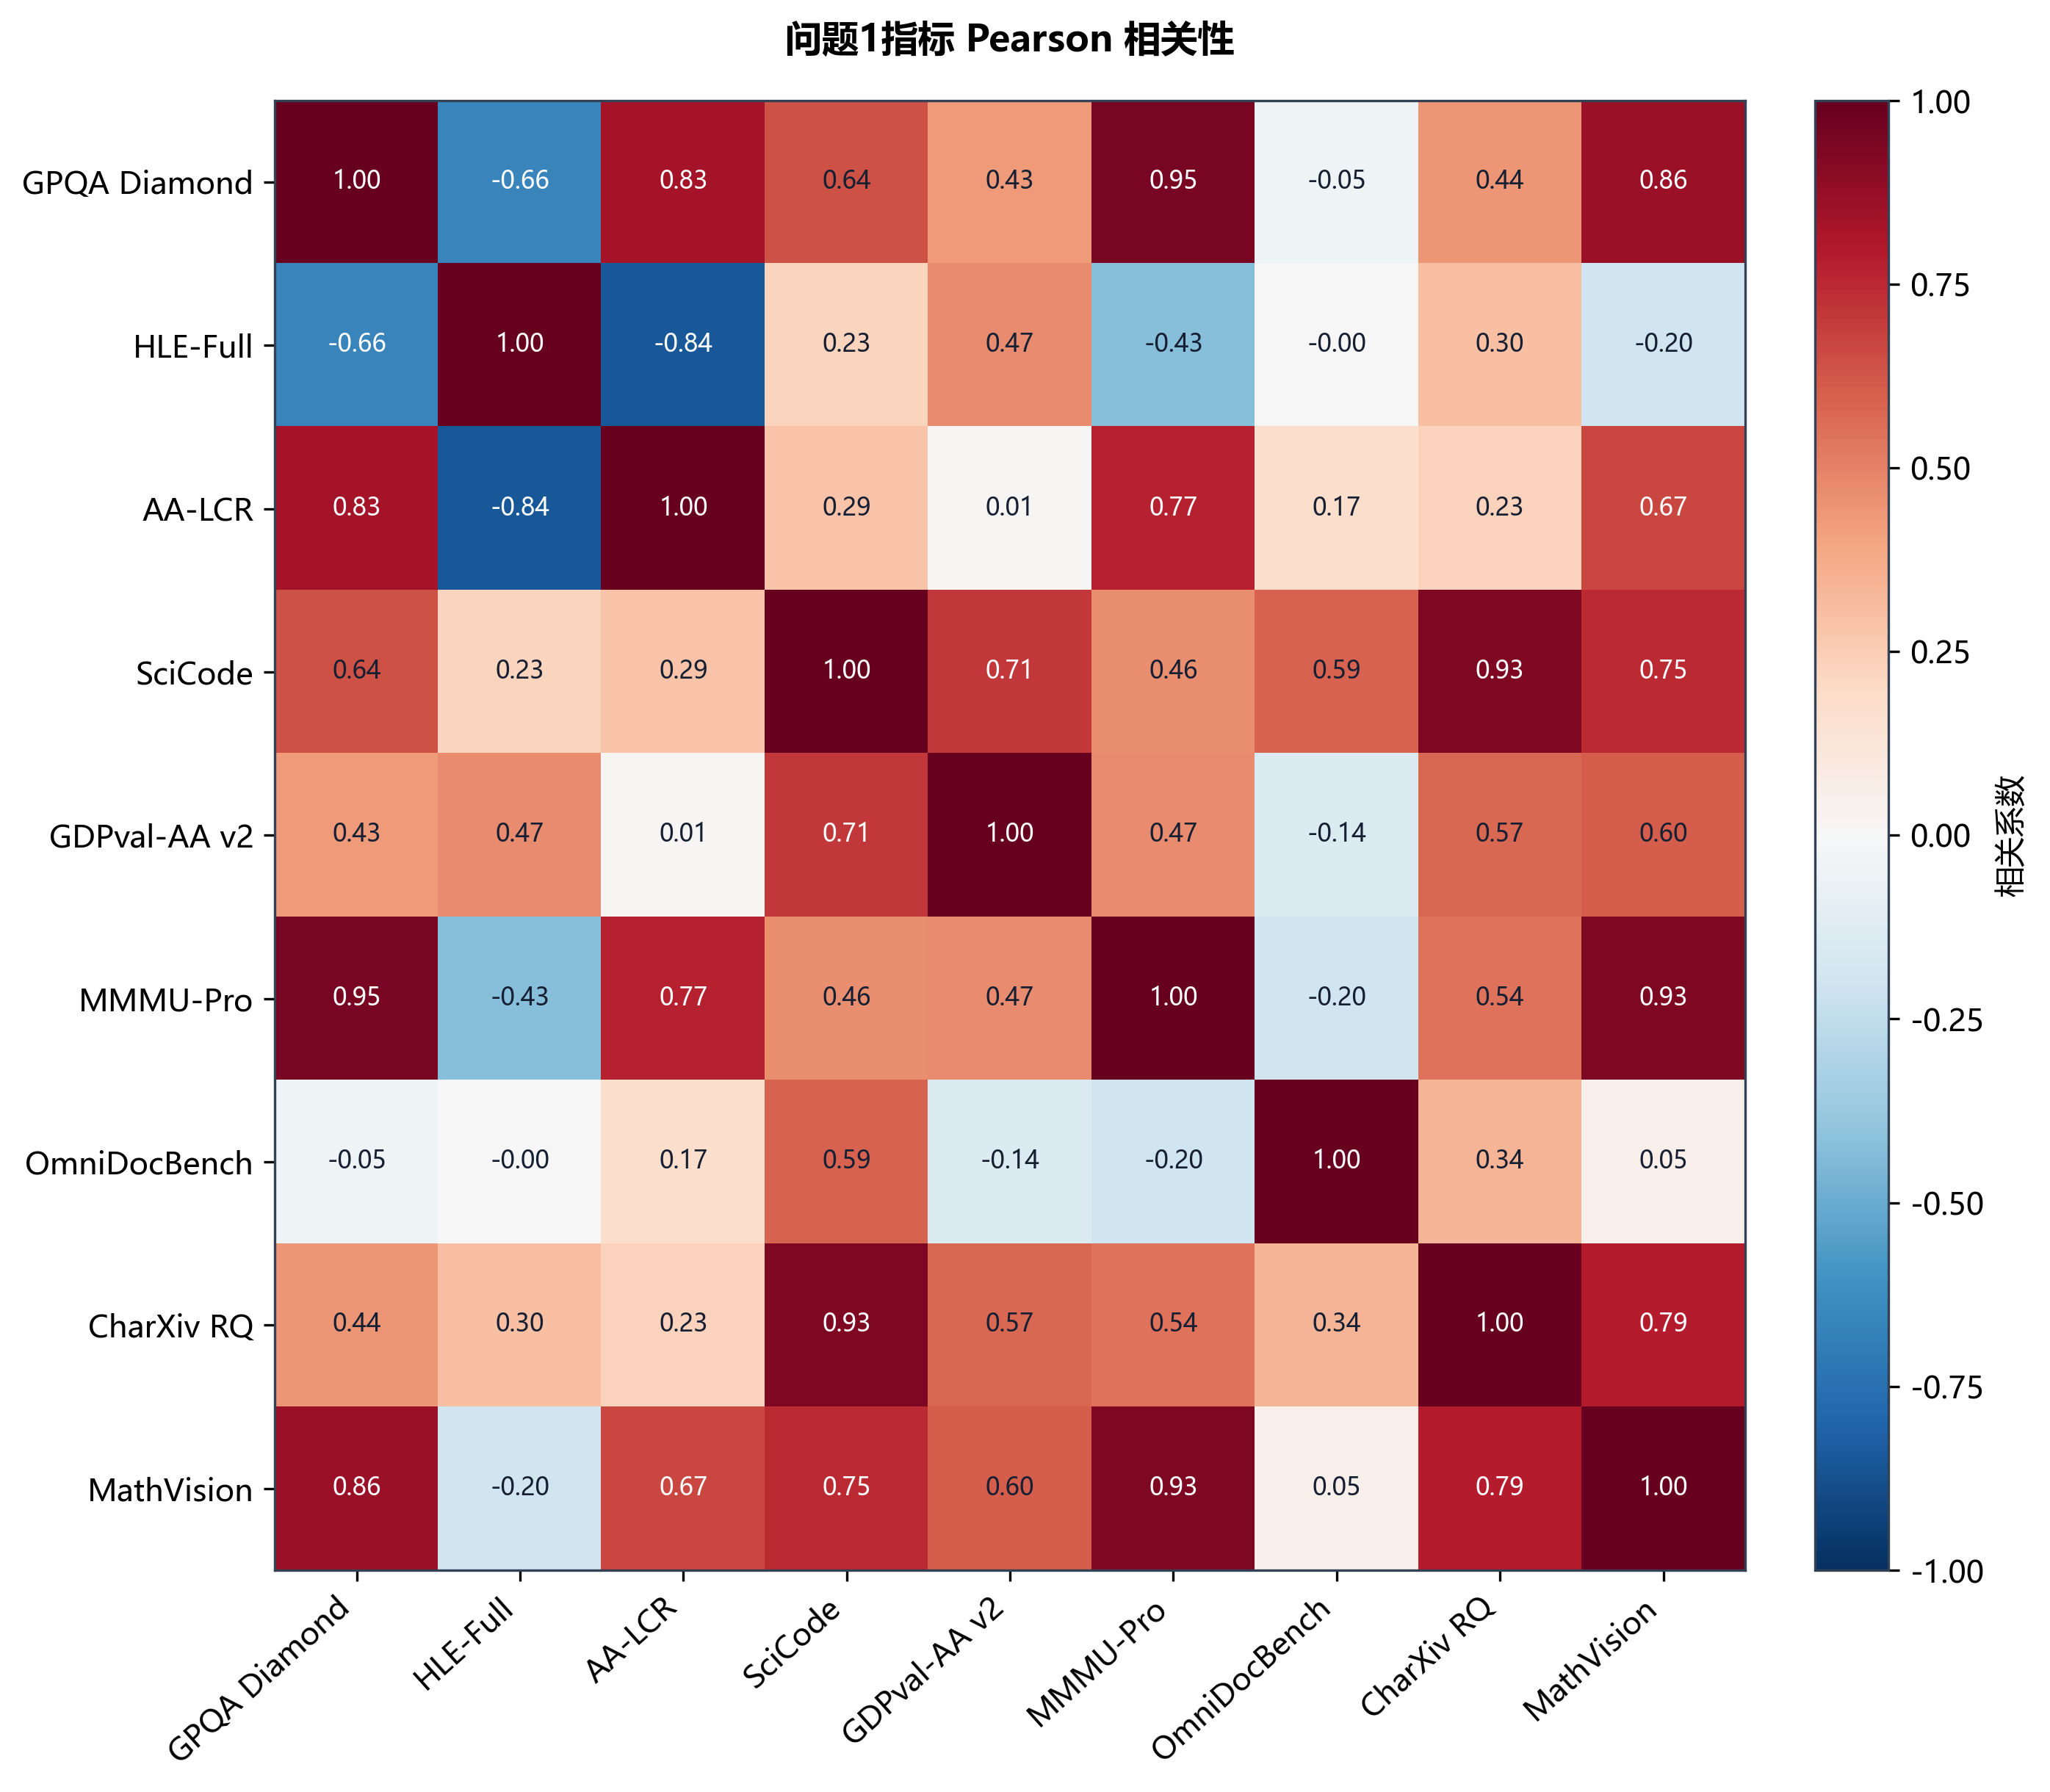 问题1指标 Pearson 相关性
GPQA Diamond 1.00 -0.66 0.83 0.64 0.43 0.95 -0.05 0.44 0.86
HLE-Full -0.66 1.00 -0.84 0.23 0.47 -0.43 -0.00 0.30 -0.20
AA-LCR 0.83 -0.84 1.00 0.29 0.01 0.77 0.17 0.23 0.67
SciCode 0.64 0.23 0.29 1.00 0.71 0.46 0.59 0.93 0.75
GDPval-AA v2 0.43 0.47 0.01 0.71 1.00 0.47 -0.14 0.57 0.60
MMMU-Pro 0.95 -0.43 0.77 0.46 0.47 1.00 -0.20 0.54 0.93
OmniDocBench -0.05 -0.00 0.17 0.59 -0.14 -0.20 1.00 0.34 0.05
CharXiv RQ 0.44 0.30 0.23 0.93 0.57 0.54 0.34 1.00 0.79
MathVision 0.86 -0.20 0.67 0.75 0.60 0.93 0.05 0.79 1.00
GPQA Diamond
HLE-Full
AA-LCR
SciCode
GDPval-AA v2
MMMU-Pro
OmniDocBench
CharXiv RQ
MathVision
1.00
0.75
0.50
0.25
0.00
-0.25
-0.50
-0.75
-1.00
相关系数